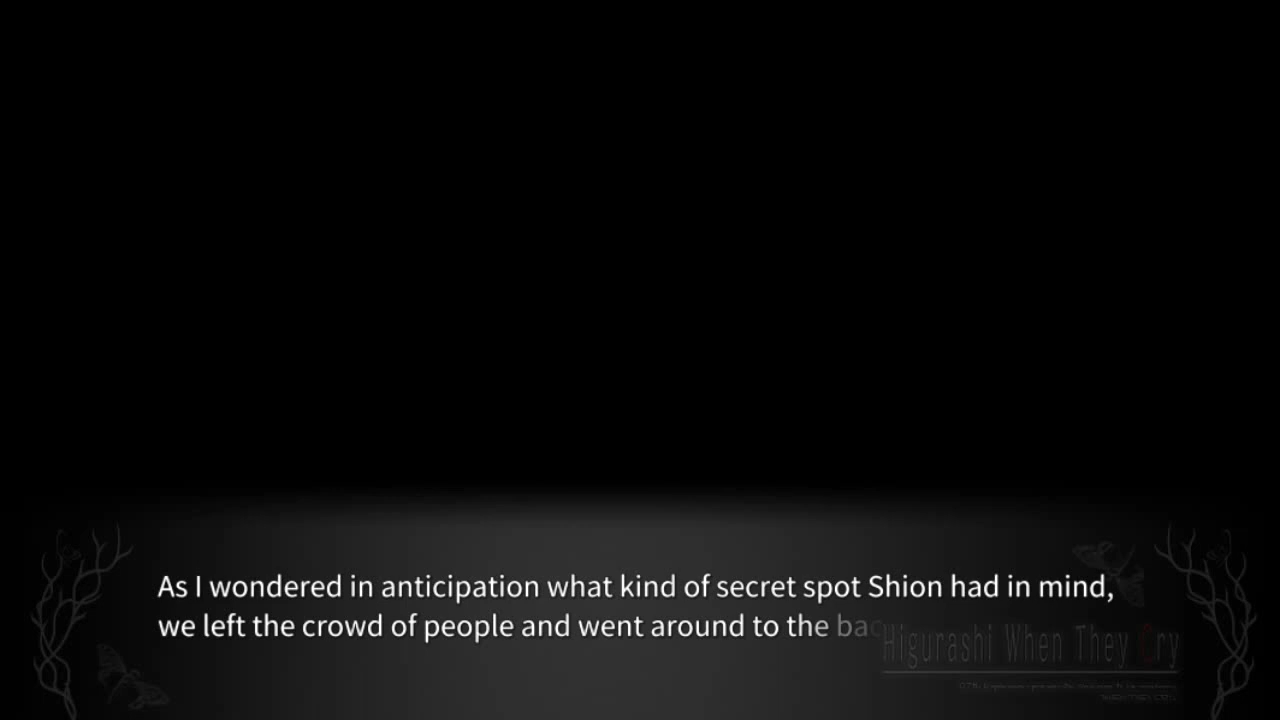 As I wondered in anticipation what kind of secret spot Shion had in mind,
we left the crowd of people and went around to the bac
Higurashi When They Cry